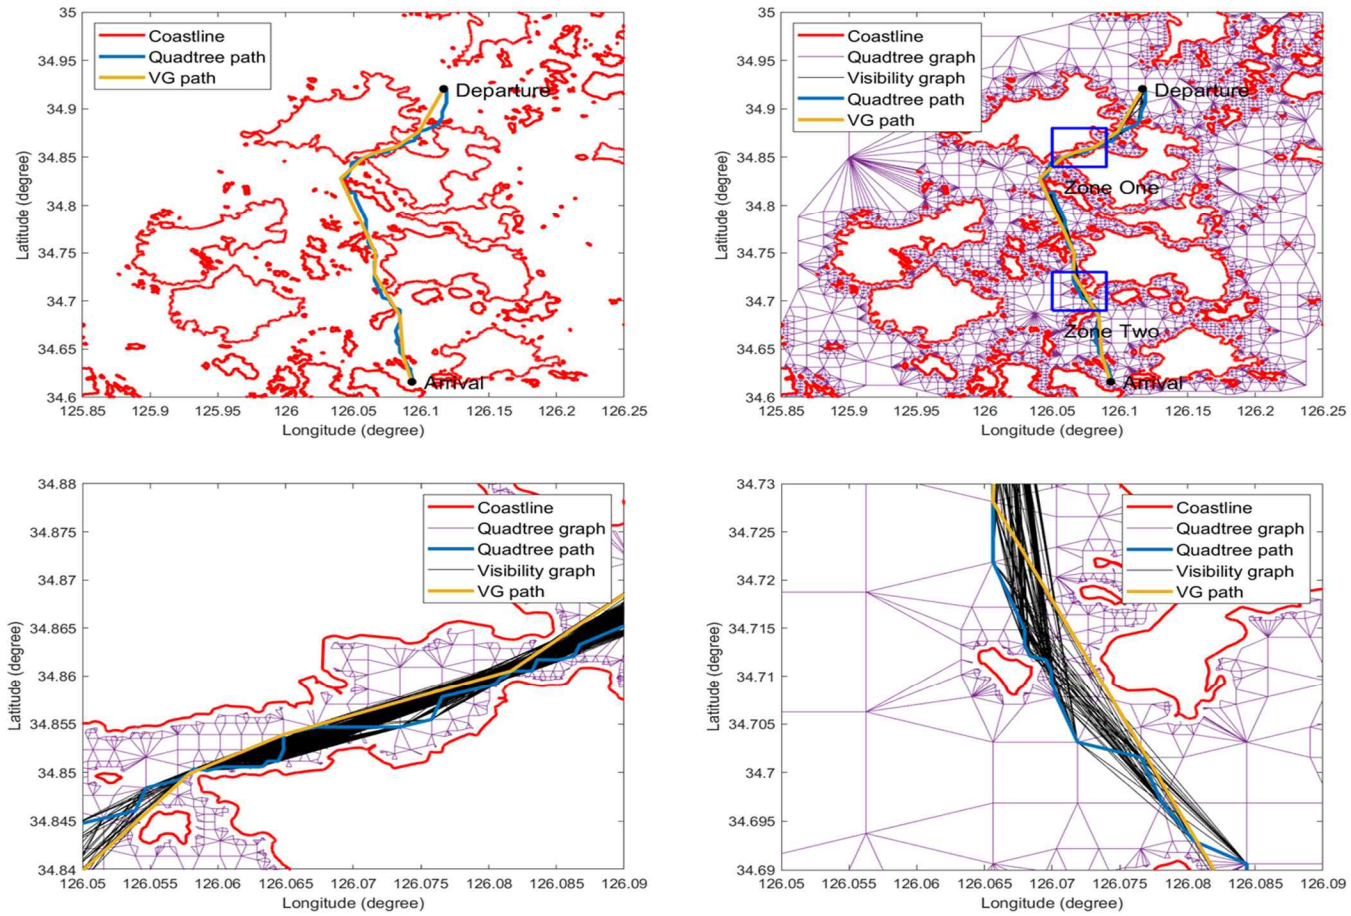 35
34.95
34.9
34.85
34.8
34.75
34.7
34.65
34.6
Latitude (degree)
Coastline
Quadtree path
VG path
Departure
Arrival
125.85 125.9 125.95 126 126.05 126.1 126.15 126.2 126.25
Longitude (degree)
35
34.95
34.9
34.85
34.8
34.75
34.7
34.65
34.6
Latitude (degree)
Coastline
Quadtree graph
Visibility graph
Quadtree path
VG path
Departure
Zone One
Zone Two
Arrival
125.85 125.9 125.95 126 126.05 126.1 126.15 126.2 126.25
Longitude (degree)
34.88
34.875
34.87
34.865
34.86
34.855
34.85
34.845
34.84
Latitude (degree)
Coastline
Quadtree graph
Quadtree path
Visibility graph
VG path
126.05 126.055 126.06 126.065 126.07 126.075 126.08 126.085 126.09
Longitude (degree)
34.73
34.725
34.72
34.715
34.71
34.705
34.7
34.695
34.69
Latitude (degree)
Coastline
Quadtree graph
Quadtree path
Visibility graph
VG path
126.05 126.055 126.06 126.065 126.07 126.075 126.08 126.085 126.09
Longitude (degree)